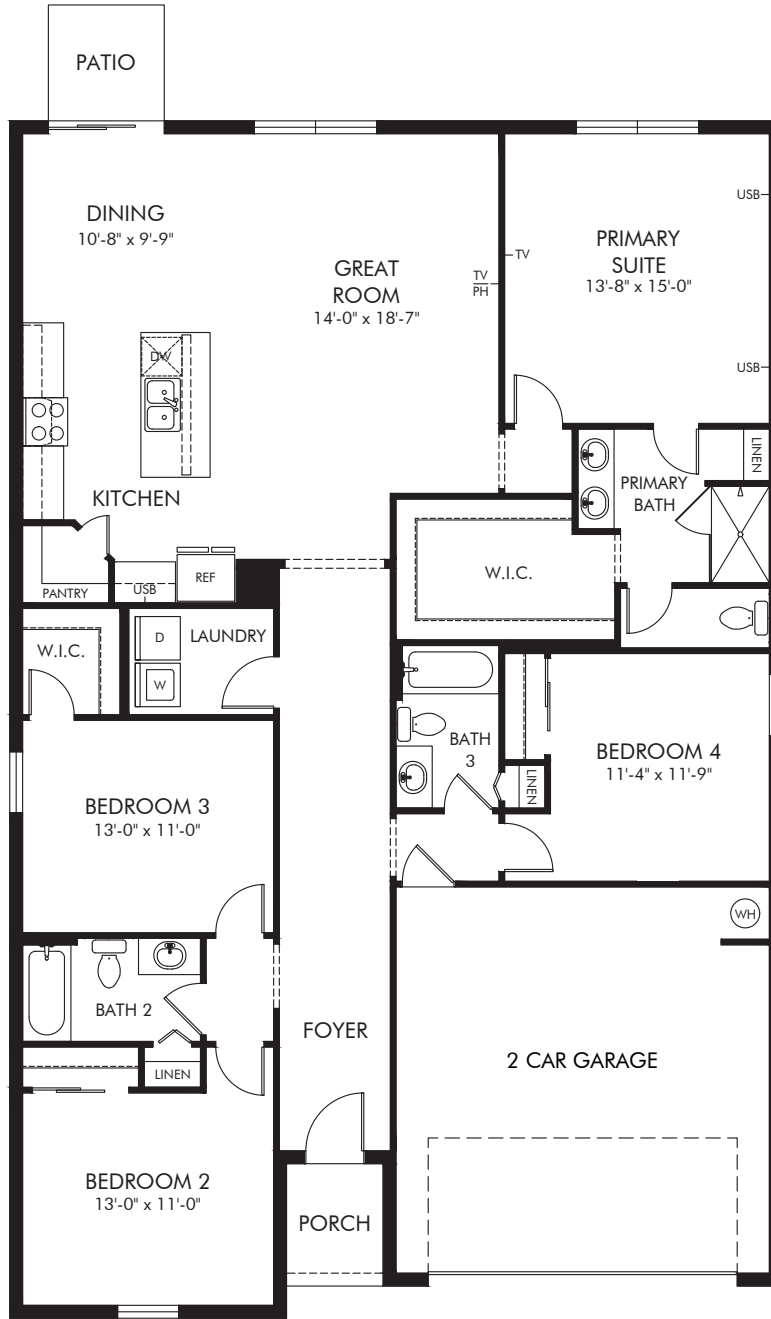 PATIO
DINING
10'-8" x 9'-9"
GREAT
ROOM
14'-0" x 18'-7"
TV
PH
TV
PRIMARY
SUITE
13'-8" x 15'-0"
USB
USB
DW
KITCHEN
PANTRY
USB
REF
LINEN
PRIMARY
BATH
W.I.C.
W.I.C.
D
W
LAUNDRY
BATH
3
LINEN
BEDROOM 4
11'-4" x 11'-9"
BEDROOM 3
13'-0" x 11'-0"
WH
BATH 2
LINEN
FOYER
2 CAR GARAGE
BEDROOM 2
13'-0" x 11'-0"
PORCH